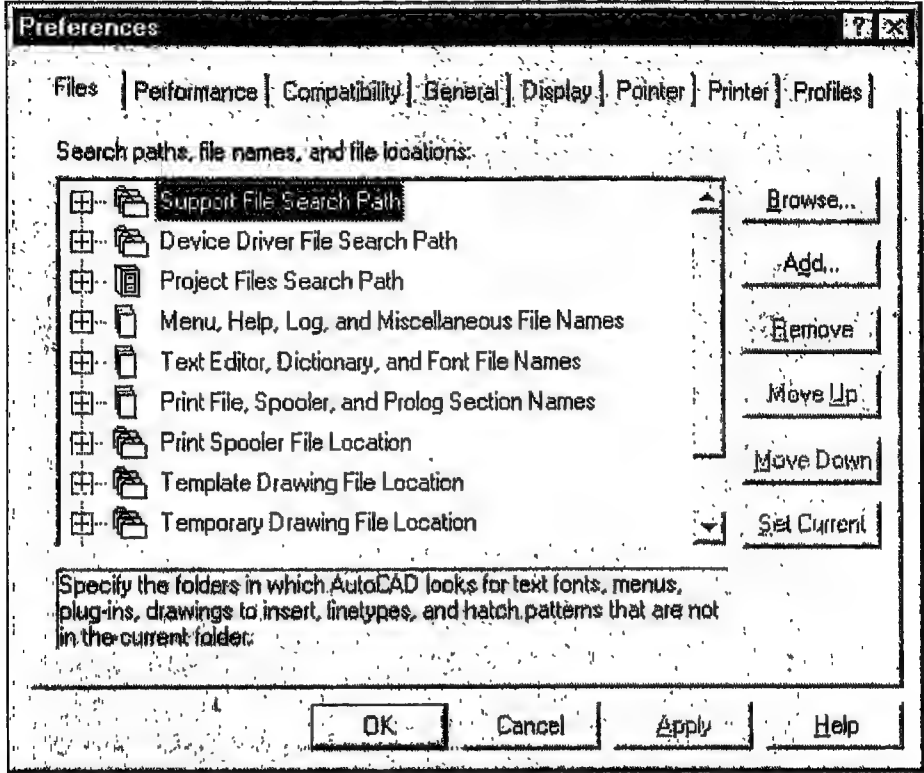 Preferences
Files Performance Compatibility General Display Pointer Printer Profiles
Search paths, file names, and file locations:
Support File Search Path
Device Driver File Search Path
Project Files Search Path
Menu, Help, Log, and Miscellaneous File Names
Text Editor, Dictionary, and Font File Names
Print File, Spooler, and Prolog Section Names
Print Spooler File Location
Template Drawing File Location
Temporary Drawing File Location
Browse...
Add...
Remove
Move Up
Move Down
Set Current
Specify the folders in which AutoCAD looks for text fonts, menus,
plug-ins, drawings to insert, linetypes, and hatch patterns that are not
in the current folder.
OK Cancel Apply Help